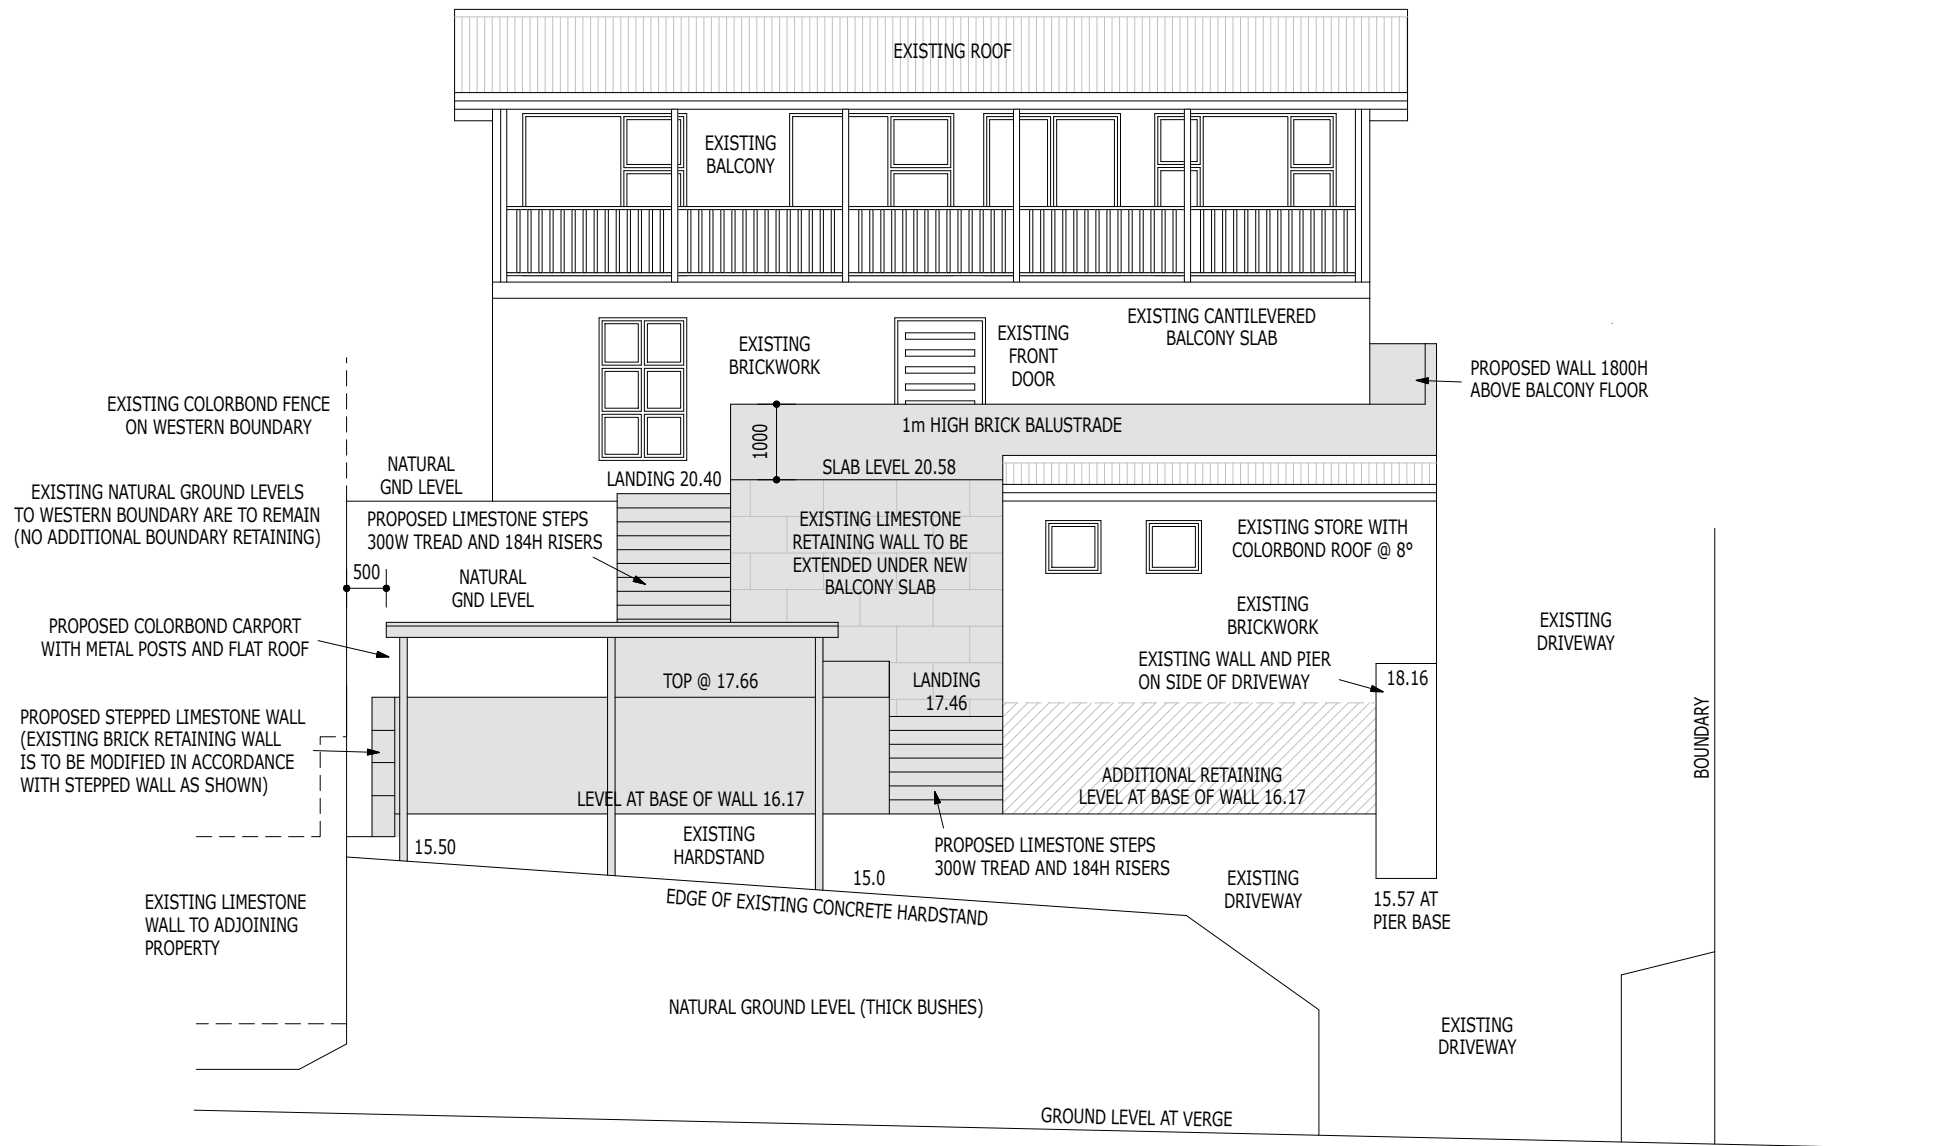 EXISTING ROOF
EXISTING
BALCONY
EXISTING CANTILEVERED
BALCONY SLAB
EXISTING
BRICKWORK
EXISTING
FRONT
DOOR
PROPOSED WALL 1800H
ABOVE BALCONY FLOOR
EXISTING COLORBOND FENCE
ON WESTERN BOUNDARY
1m HIGH BRICK BALUSTRADE
1000
SLAB LEVEL 20.58
NATURAL
GND LEVEL
LANDING 20.40
EXISTING NATURAL GROUND LEVELS
TO WESTERN BOUNDARY ARE TO REMAIN
(NO ADDITIONAL BOUNDARY RETAINING)
PROPOSED LIMESTONE STEPS
300W TREAD AND 184H RISERS
EXISTING LIMESTONE
RETAINING WALL TO BE
EXTENDED UNDER NEW
BALCONY SLAB
EXISTING STORE WITH
COLORBOND ROOF @ 8º
500
NATURAL
GND LEVEL
EXISTING
BRICKWORK
EXISTING
DRIVEWAY
PROPOSED COLORBOND CARPORT
WITH METAL POSTS AND FLAT ROOF
EXISTING WALL AND PIER
ON SIDE OF DRIVEWAY
18.16
TOP @ 17.66
LANDING
17.46
PROPOSED STEPPED LIMESTONE WALL
(EXISTING BRICK RETAINING WALL
IS TO BE MODIFIED IN ACCORDANCE
WITH STEPPED WALL AS SHOWN)
BOUNDARY
LEVEL AT BASE OF WALL 16.17
ADDITIONAL RETAINING
LEVEL AT BASE OF WALL 16.17
15.50
EXISTING
HARDSTAND
PROPOSED LIMESTONE STEPS
300W TREAD AND 184H RISERS
15.0
EXISTING
DRIVEWAY
15.57 AT
PIER BASE
EDGE OF EXISTING CONCRETE HARDSTAND
EXISTING LIMESTONE
WALL TO ADJOINING
PROPERTY
NATURAL GROUND LEVEL (THICK BUSHES)
EXISTING
DRIVEWAY
GROUND LEVEL AT VERGE